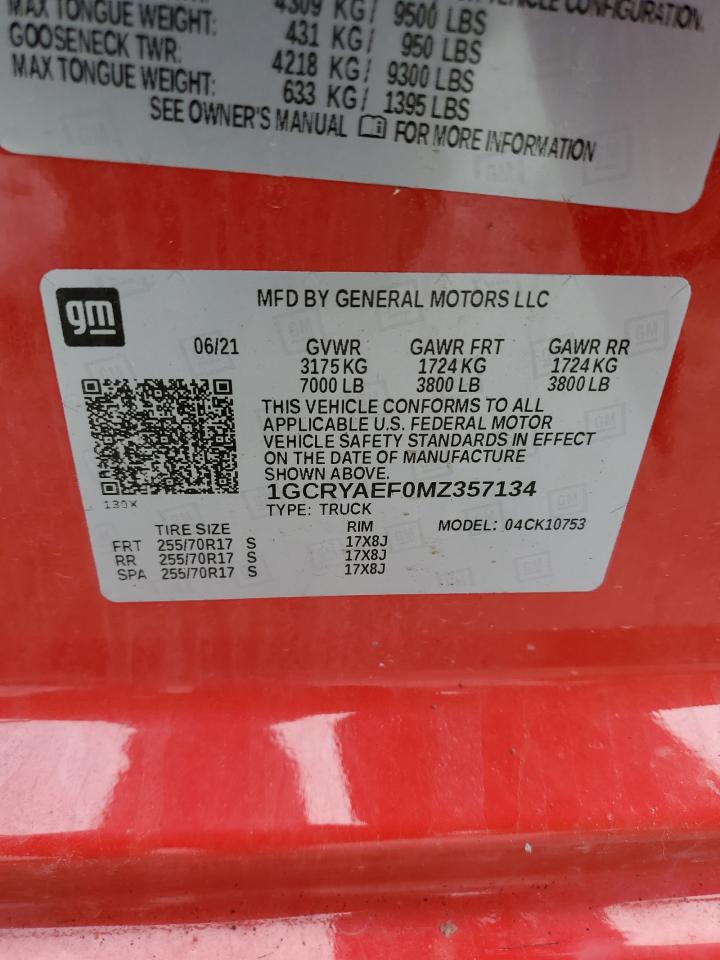 MAX TONGUE WEIGHT: 4309 KG/ 9500 LBS VEHICLE CONFIGURATION.
GOOSENECK TWR: 431 KG/ 950 LBS
MAX TONGUE WEIGHT: 4218 KG/ 9300 LBS
633 KG/ 1395 LBS
SEE OWNER'S MANUAL FOR MORE INFORMATION
gm
MFD BY GENERAL MOTORS LLC
06/21 GVWR GAWR FRT GAWR RR
3175 KG 1724 KG 1724 KG
7000 LB 3800 LB 3800 LB
THIS VEHICLE CONFORMS TO ALL
APPLICABLE U.S. FEDERAL MOTOR
VEHICLE SAFETY STANDARDS IN EFFECT
ON THE DATE OF MANUFACTURE
SHOWN ABOVE.
1GCRYAEF0MZ357134
130X
TYPE: TRUCK
TIRE SIZE RIM MODEL: 04CK10753
FRT 255/70R17 S 17X8J
RR 255/70R17 S 17X8J
SPA 255/70R17 S 17X8J